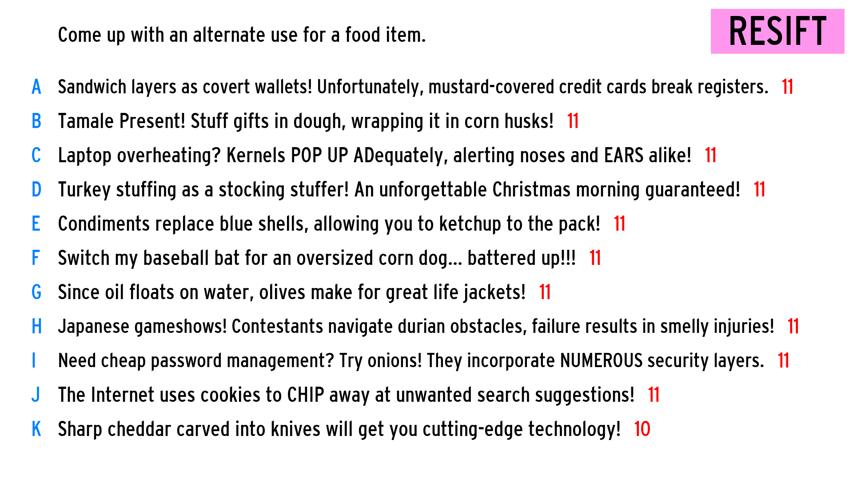 Come up with an alternate use for a food item.
RESIFT
A Sandwich layers as covert wallets! Unfortunately, mustard-covered credit cards break registers. 11
B Tamale Present! Stuff gifts in dough, wrapping it in corn husks! 11
C Laptop overheating? Kernels POP UP ADequately, alerting noses and EARS alike! 11
D Turkey stuffing as a stocking stuffer! An unforgettable Christmas morning guaranteed! 11
E Condiments replace blue shells, allowing you to ketchup to the pack! 11
F Switch my baseball bat for an oversized corn dog... battered up!!! 11
G Since oil floats on water, olives make for great life jackets! 11
H Japanese gameshows! Contestants navigate durian obstacles, failure results in smelly injuries! 11
I Need cheap password management? Try onions! They incorporate NUMEROUS security layers. 11
J The Internet uses cookies to CHIP away at unwanted search suggestions! 11
K Sharp cheddar carved into knives will get you cutting-edge technology! 10